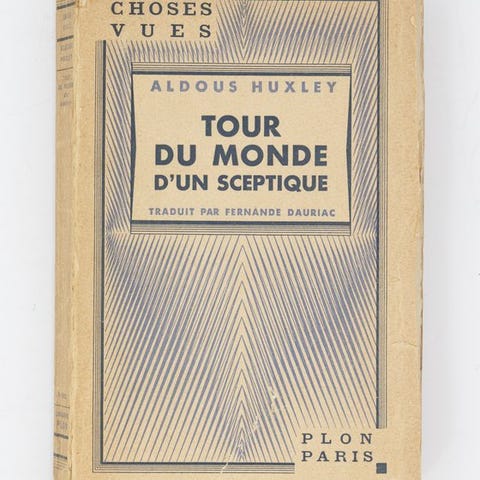 CHOSES
VUES
ALDOUS HUXLEY
TOUR
DU MONDE
D'UN SCEPTIQUE
TRADUIT PAR FERNANDE DAURIAC
PLON
PARIS